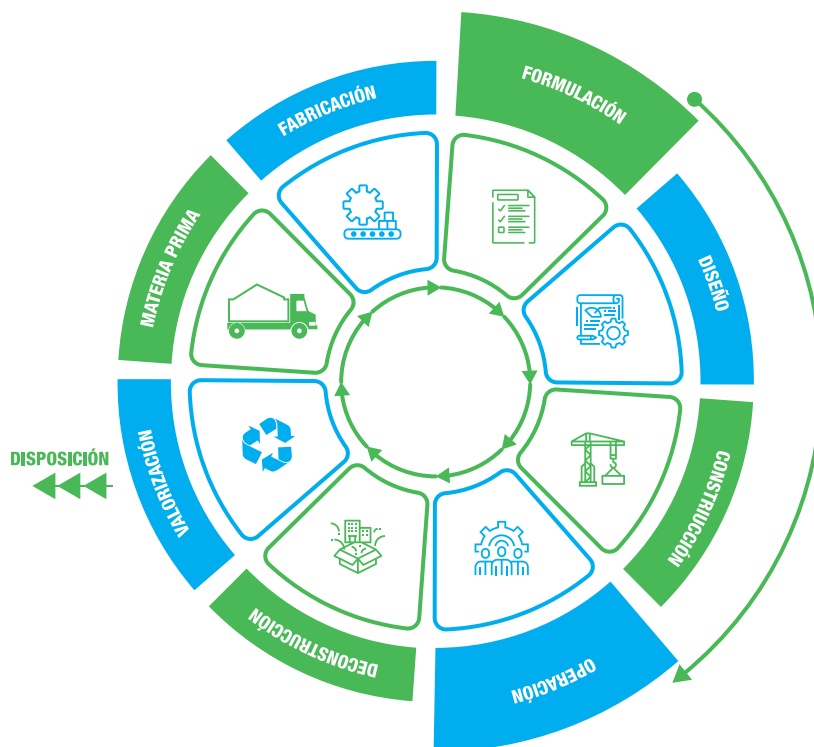 FORMULACIÓN
DISEÑO
CONSTRUCCIÓN
OPERACIÓN
DECONSTRUCCIÓN
VALORIZACIÓN
DISPOSICIÓN
MATERIA PRIMA
FABRICACIÓN